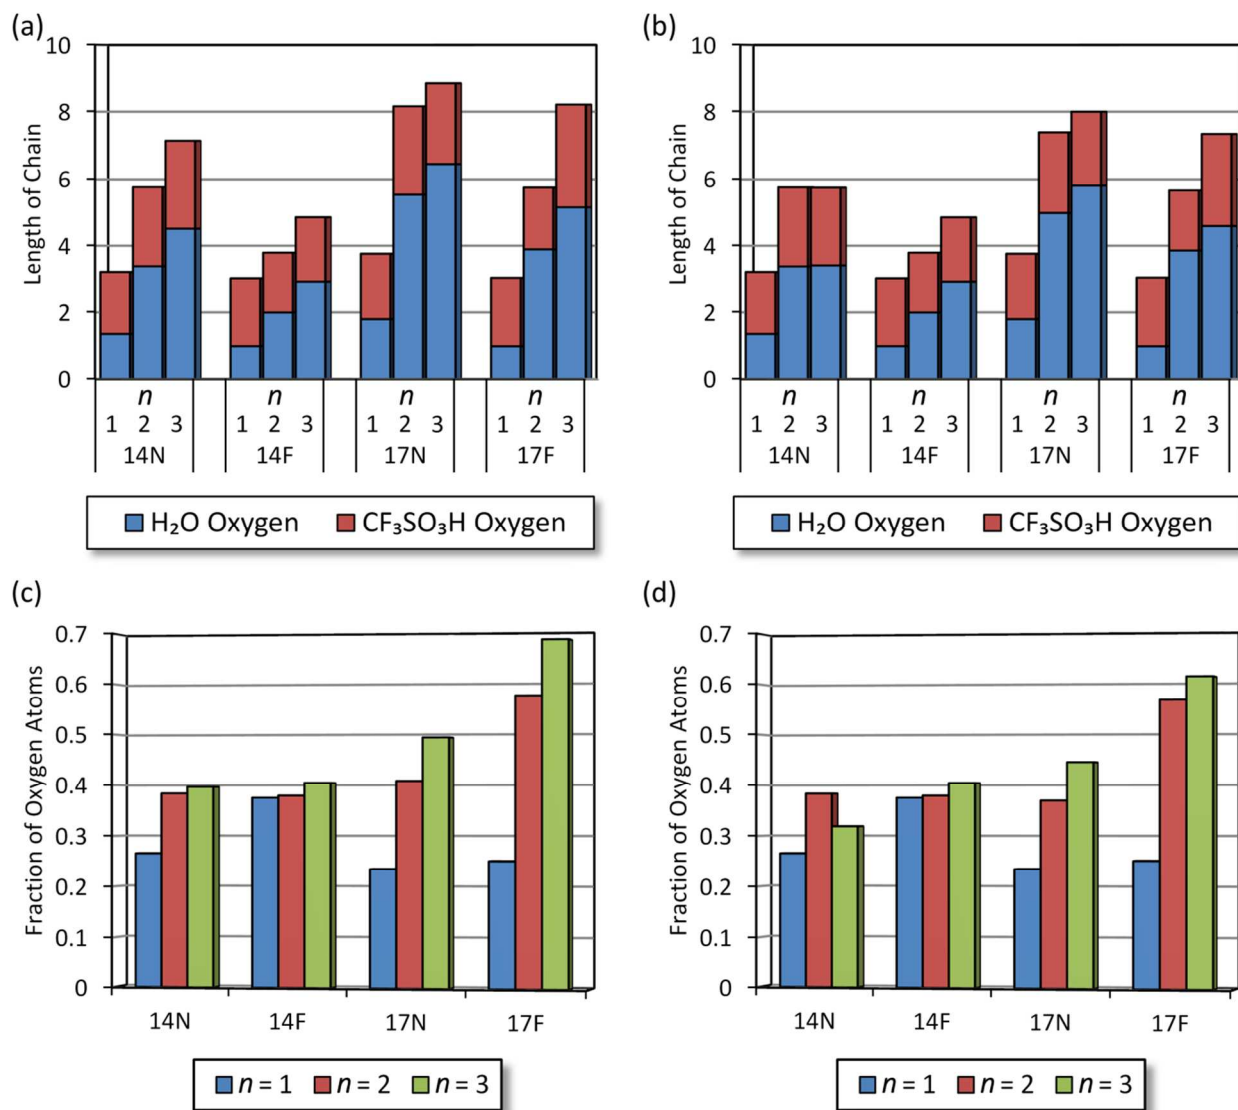 (a)
10
8
6
4
2
0
Length of Chain
n n n n
1 2 3 1 2 3 1 2 3 1 2 3
14N 14F 17N 17F
H₂O Oxygen CF₃SO₃H Oxygen
(b)
10
8
6
4
2
0
Length of Chain
n n n n
1 2 3 1 2 3 1 2 3 1 2 3
14N 14F 17N 17F
H₂O Oxygen CF₃SO₃H Oxygen
(c)
0.7
0.6
0.5
0.4
0.3
0.2
0.1
0
Fraction of Oxygen Atoms
14N 14F 17N 17F
n = 1 n = 2 n = 3
(d)
0.7
0.6
0.5
0.4
0.3
0.2
0.1
0
Fraction of Oxygen Atoms
14N 14F 17N 17F
n = 1 n = 2 n = 3